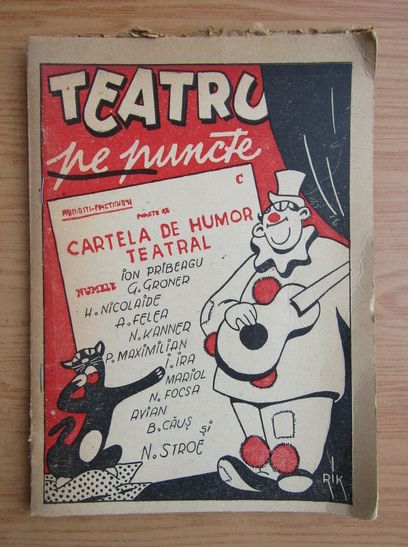 TEATRU
pe puncte
C
CARTELA DE HUMOR
TEATRAL
NUMELE
ION PRIBEAGU
G. GRONER
H. NICOLAIDE
A. FELEA
N. KANNER
P. MAXIMILIAN
I. IRA
MARIOL
N. FOCSA
AVIAN
B. CĂUȘ și
N. STROE
RIK